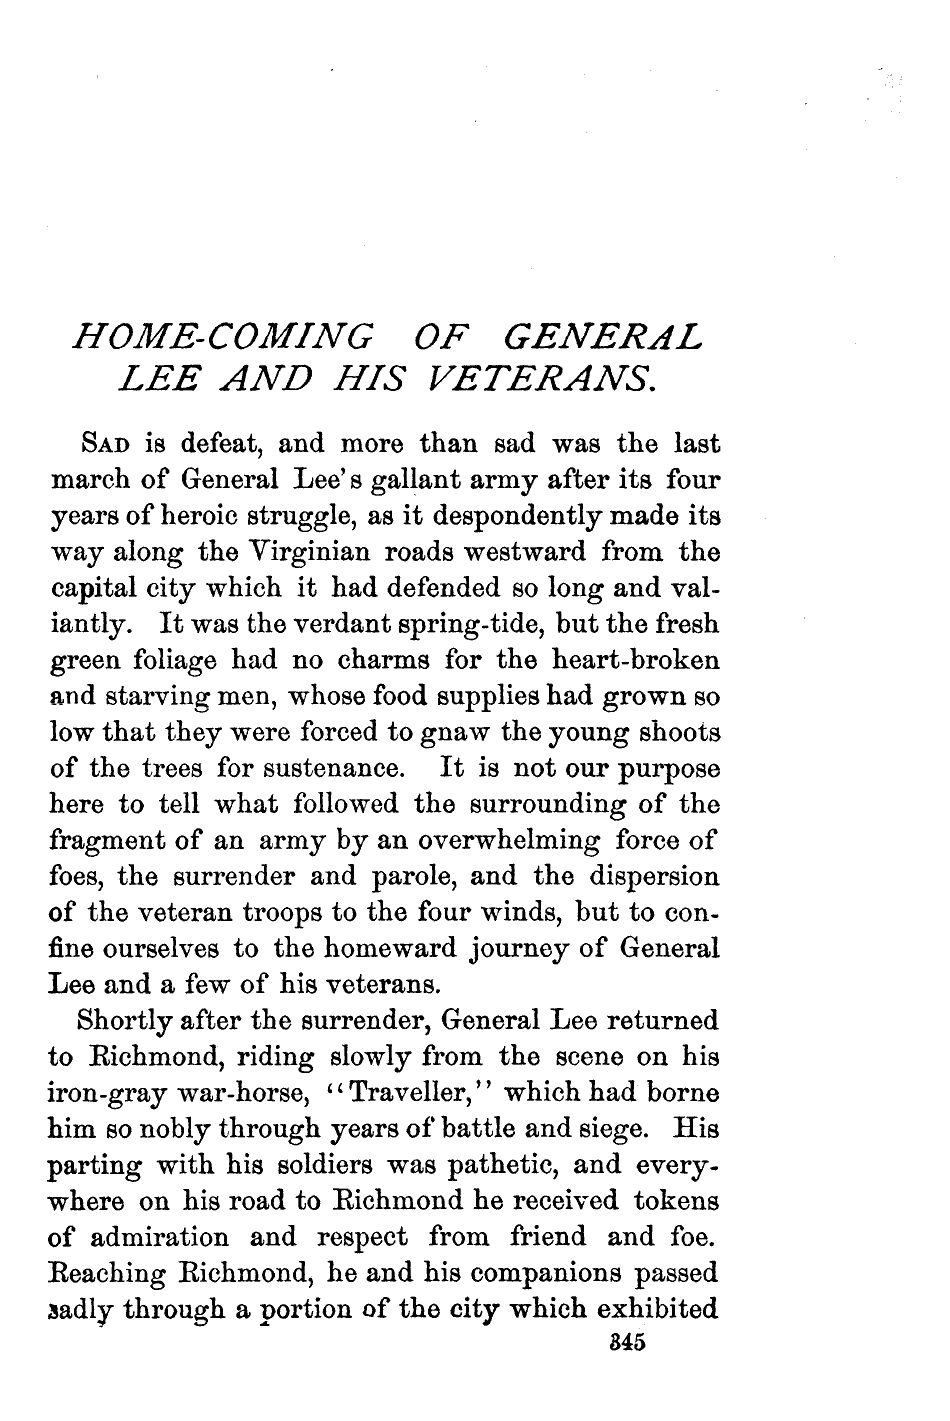 HOME-COMING OF GENERAL
LEE AND HIS VETERANS.
SAD is defeat, and more than sad was the last
march of General Lee's gallant army after its four
years of heroic struggle, as it despondently made its
way along the Virginian roads westward from the
capital city which it had defended so long and val-
iantly. It was the verdant spring-tide, but the fresh
green foliage had no charms for the heart-broken
and starving men, whose food supplies had grown so
low that they were forced to gnaw the young shoots
of the trees for sustenance. It is not our purpose
here to tell what followed the surrounding of the
fragment of an army by an overwhelming force of
foes, the surrender and parole, and the dispersion
of the veteran troops to the four winds, but to con-
fine ourselves to the homeward journey of General
Lee and a few of his veterans.
Shortly after the surrender, General Lee returned
to Richmond, riding slowly from the scene on his
iron-gray war-horse, "Traveller," which had borne
him so nobly through years of battle and siege. His
parting with his soldiers was pathetic, and every-
where on his road to Richmond he received tokens
of admiration and respect from friend and foe.
Reaching Richmond, he and his companions passed
sadly through a portion of the city which exhibited
345